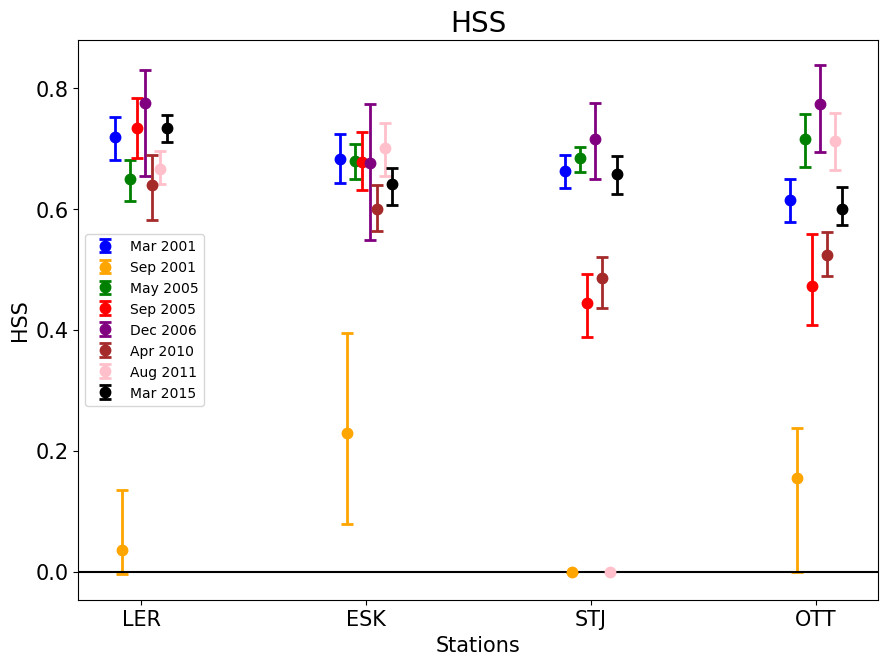 HSS
HSS
0.8
0.6
0.4
0.2
0.0
Mar 2001
Sep 2001
May 2005
Sep 2005
Dec 2006
Apr 2010
Aug 2011
Mar 2015
LER ESK STJ OTT
Stations